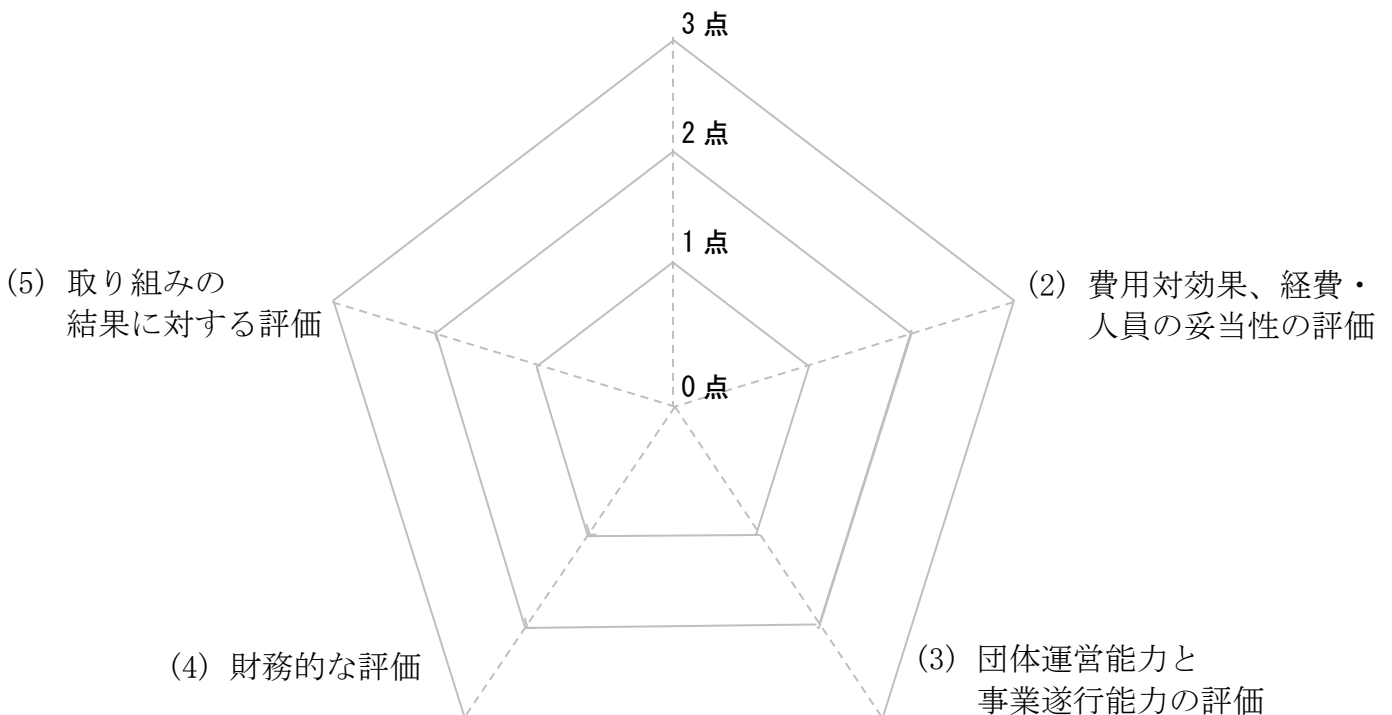 3点
2点
1点
0点
(5) 取り組みの
結果に対する評価
(2) 費用対効果、経費・
人員の妥当性の評価
(4) 財務的な評価
(3) 団体運営能力と
事業遂行能力の評価